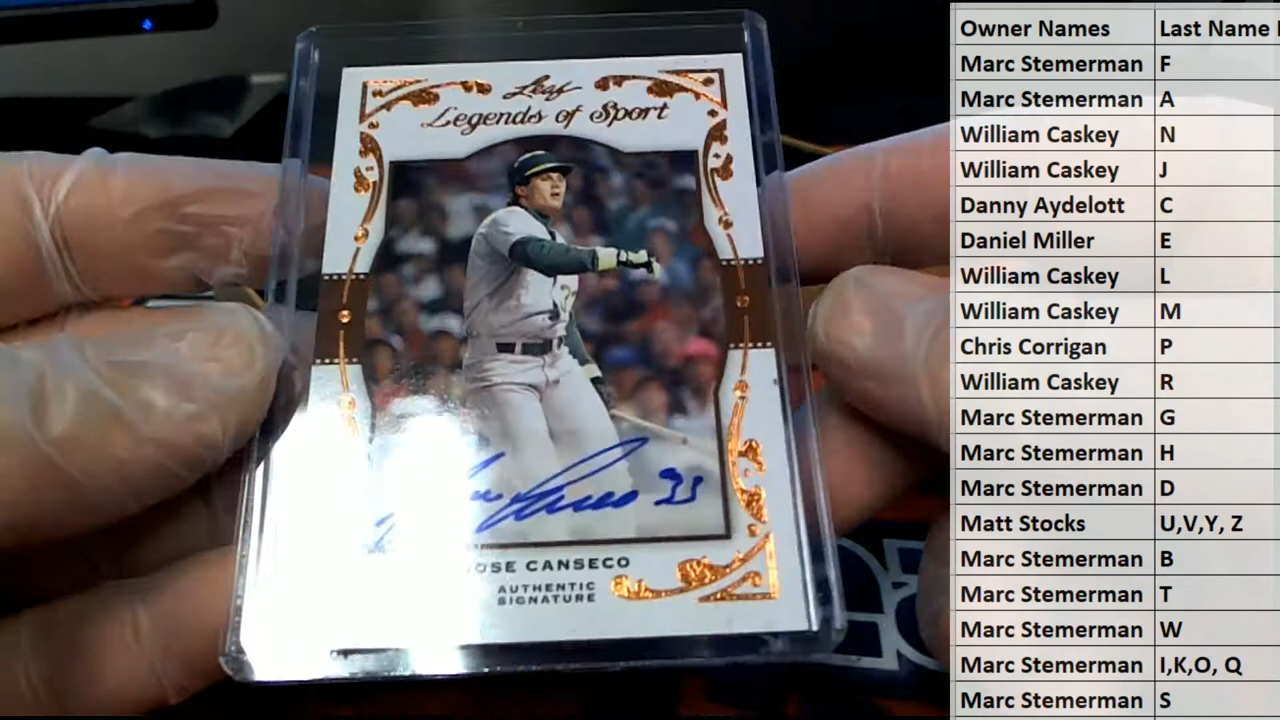 Leaf
Legends of Sport
33
JOSE CANSECO
AUTHENTIC
SIGNATURE
Owner Names Last Name
Marc Stemerman F
Marc Stemerman A
William Caskey N
William Caskey J
Danny Aydelott C
Daniel Miller E
William Caskey L
William Caskey M
Chris Corrigan P
William Caskey R
Marc Stemerman G
Marc Stemerman H
Marc Stemerman D
Matt Stocks U,V,Y, Z
Marc Stemerman B
Marc Stemerman T
Marc Stemerman W
Marc Stemerman I,K,O, Q
Marc Stemerman S